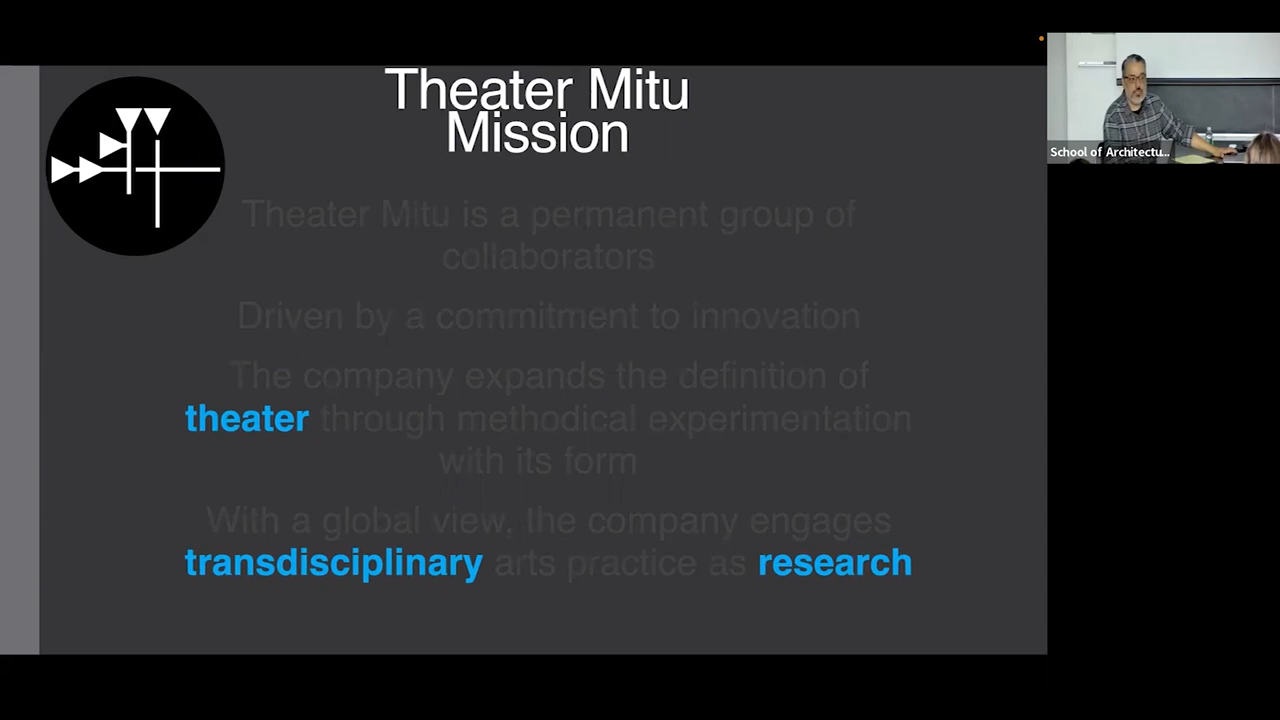 Theater Mitu
Mission
Theater Mitu is a permanent group of
collaborators
Driven by a commitment to innovation
The company expands the definition of
theater through methodical experimentation
with its form
With a global view, the company engages
transdisciplinary arts practice as research
School of Architectu...